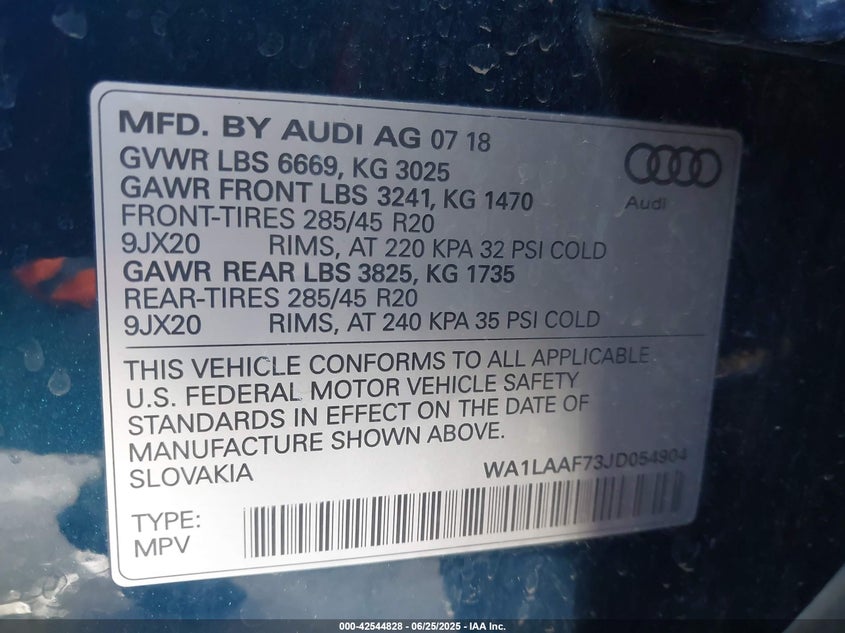 MFD. BY AUDI AG 07 18
GVWR LBS 6669, KG 3025
GAWR FRONT LBS 3241, KG 1470
FRONT-TIRES 285/45 R20
9JX20 RIMS, AT 220 KPA 32 PSI COLD
GAWR REAR LBS 3825, KG 1735
REAR-TIRES 285/45 R20
9JX20 RIMS, AT 240 KPA 35 PSI COLD
Audi
THIS VEHICLE CONFORMS TO ALL APPLICABLE
U.S. FEDERAL MOTOR VEHICLE SAFETY
STANDARDS IN EFFECT ON THE DATE OF
MANUFACTURE SHOWN ABOVE.
SLOVAKIA WA1LAAF73JD054904
TYPE:
MPV
000-42544828 - 06/25/2025 - IAA Inc.